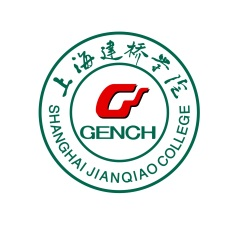 上海建桥学院
GENCH
SHANGHAI JIANQIAO COLLEGE